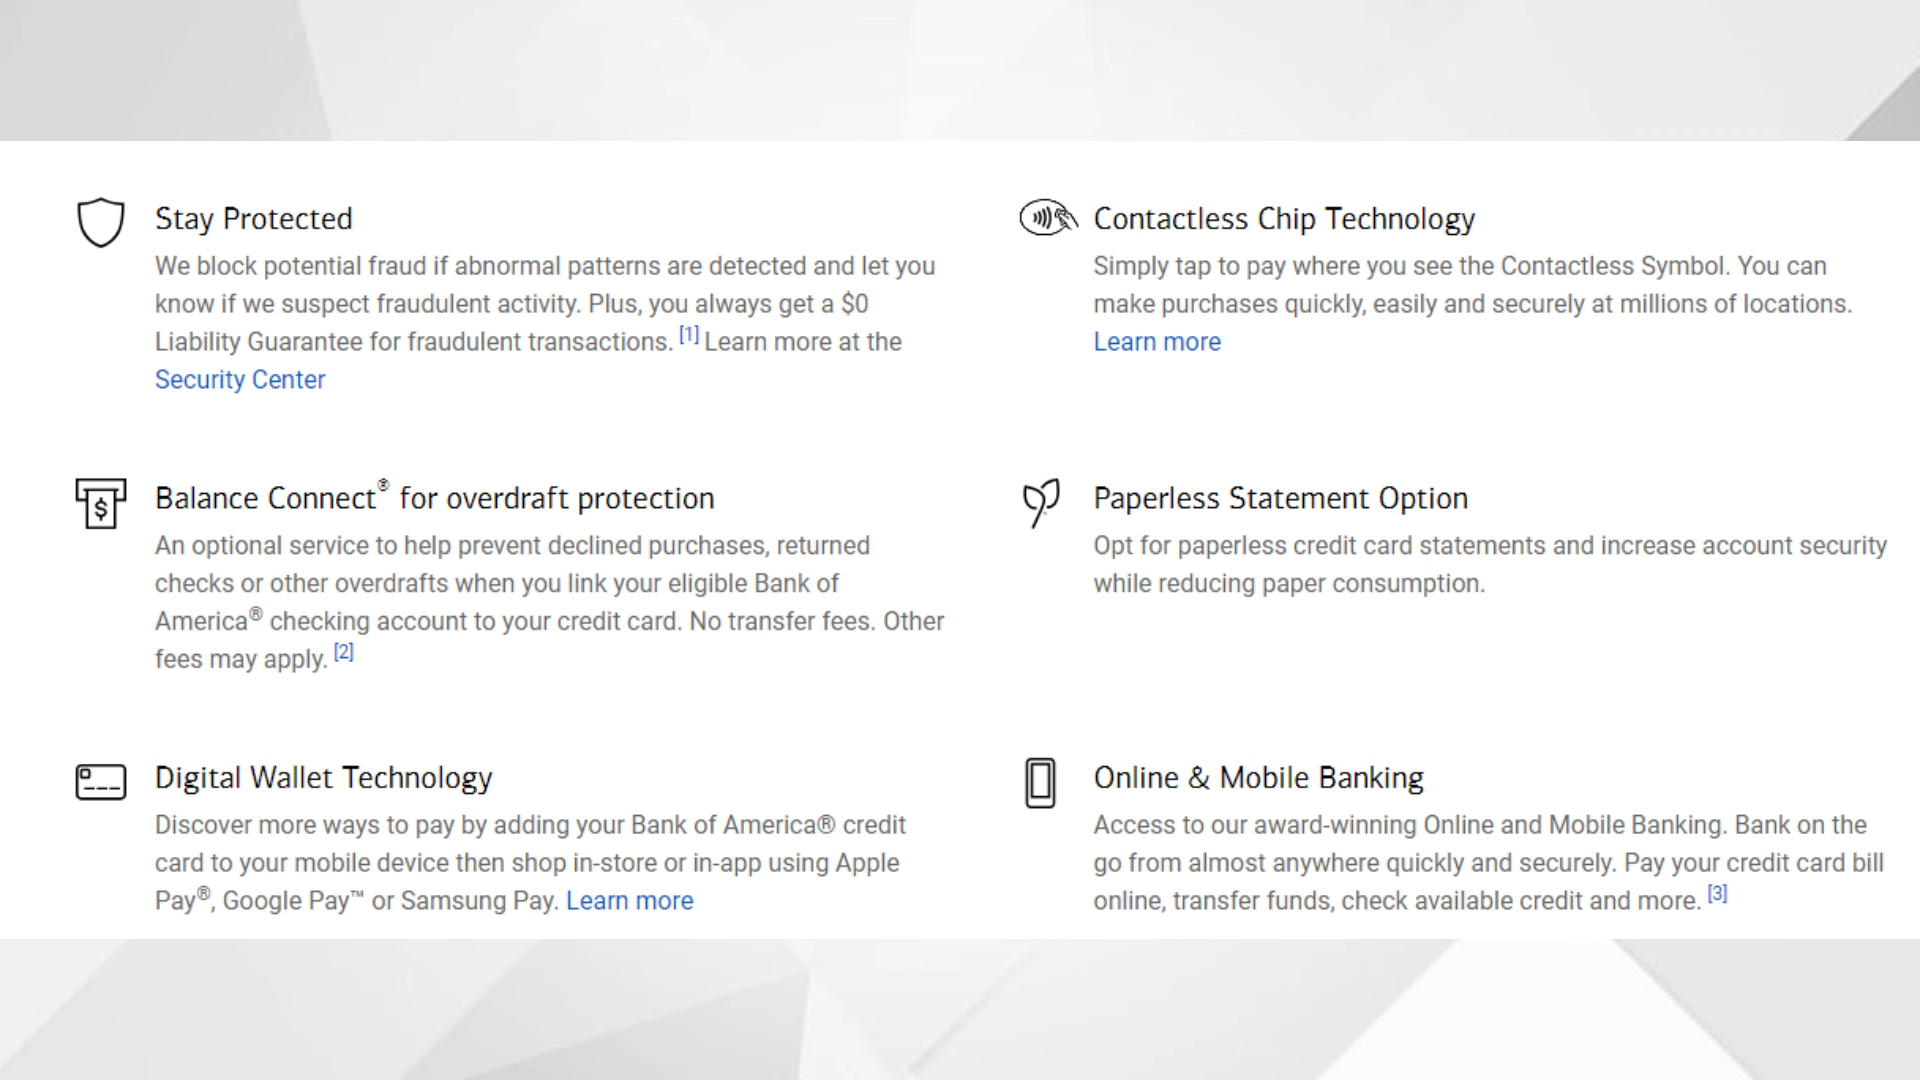 Stay Protected
We block potential fraud if abnormal patterns are detected and let you
know if we suspect fraudulent activity. Plus, you always get a $0
Liability Guarantee for fraudulent transactions. [1] Learn more at the
Security Center
Contactless Chip Technology
Simply tap to pay where you see the Contactless Symbol. You can
make purchases quickly, easily and securely at millions of locations.
Learn more
Balance Connect® for overdraft protection
An optional service to help prevent declined purchases, returned
checks or other overdrafts when you link your eligible Bank of
America® checking account to your credit card. No transfer fees. Other
fees may apply. [2]
Paperless Statement Option
Opt for paperless credit card statements and increase account security
while reducing paper consumption.
Digital Wallet Technology
Discover more ways to pay by adding your Bank of America® credit
card to your mobile device then shop in-store or in-app using Apple
Pay®, Google Pay™ or Samsung Pay. Learn more
Online & Mobile Banking
Access to our award-winning Online and Mobile Banking. Bank on the
go from almost anywhere quickly and securely. Pay your credit card bill
online, transfer funds, check available credit and more. [3]